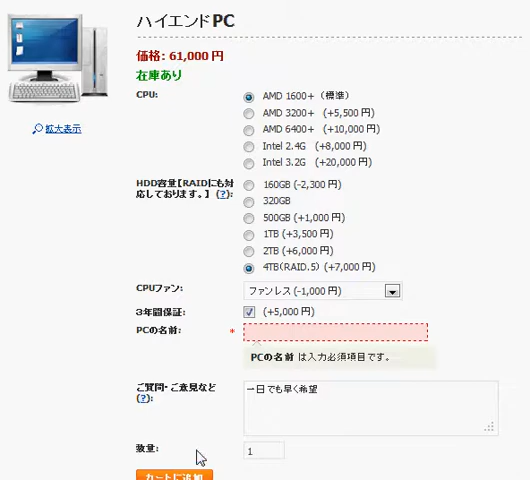 ハイエンドPC
価格: 61,000 円
在庫あり
CPU:
AMD 1600+ (標準)
AMD 3200+ (+5,500 円)
AMD 6400+ (+10,000 円)
Intel 2.4G (+8,000 円)
Intel 3.2G (+20,000 円)
拡大表示
HDD容量【RAIDにも対
応しております。】(?):
160GB (-2,300 円)
320GB
500GB (+1,000 円)
1TB (+3,500 円)
2TB (+6,000 円)
4TB(RAID.5) (+7,000 円)
CPUファン:
ファンレス (-1,000 円)
3年間保証:
(+5,000 円)
PCの名前:
*
PCの名前 は入力必須項目です。
ご質問・ご意見など
(?):
一日でも早く希望
数量:
1
カートに追加